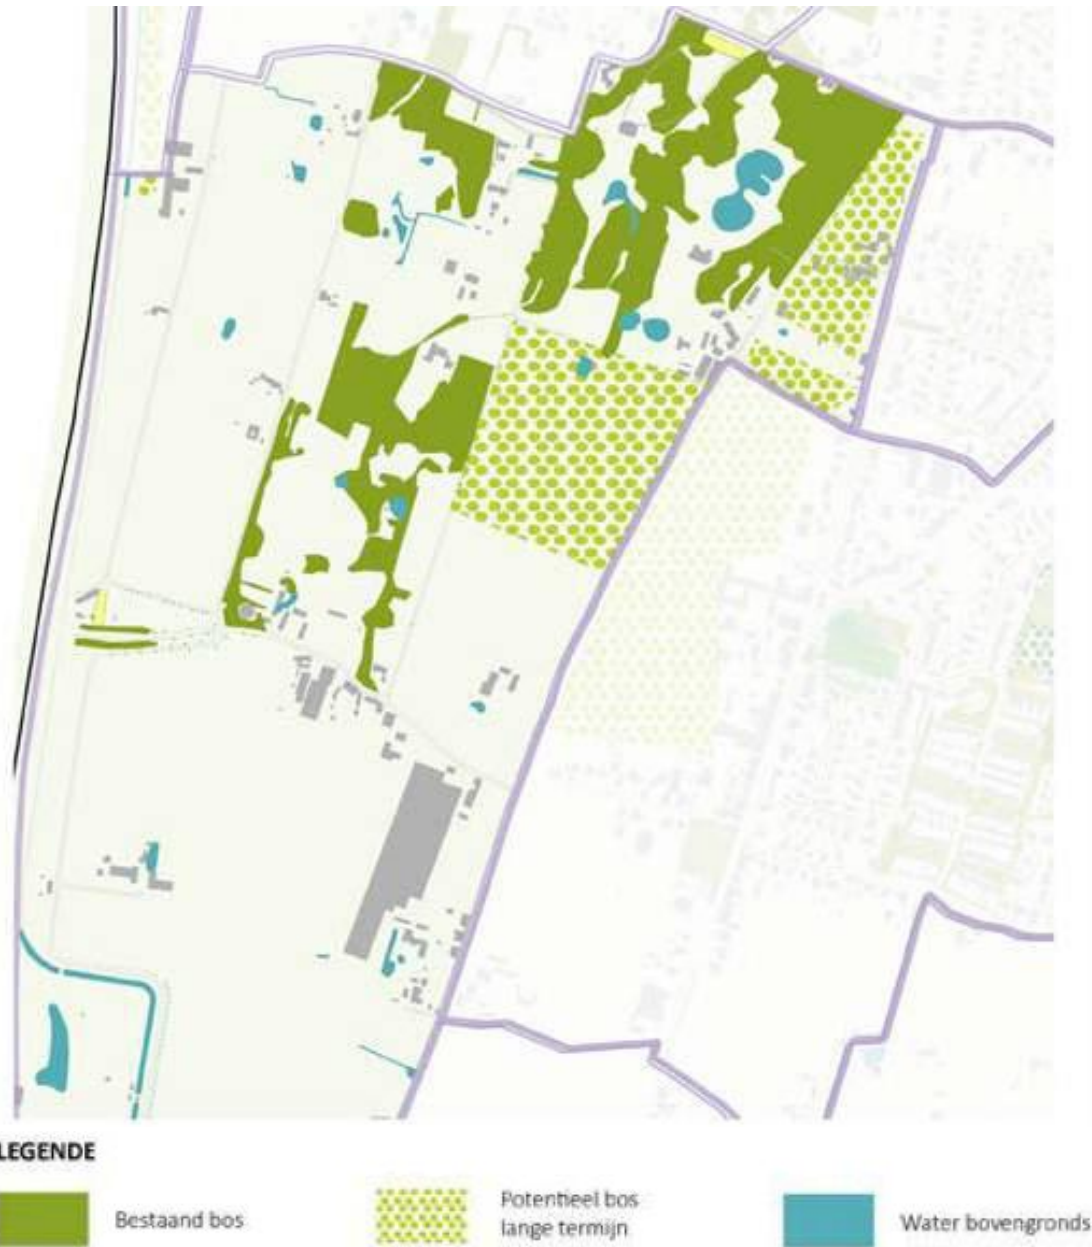 LEGENDE
Bestaand bos
Potentieel bos
lange termijn
Water bovengronds